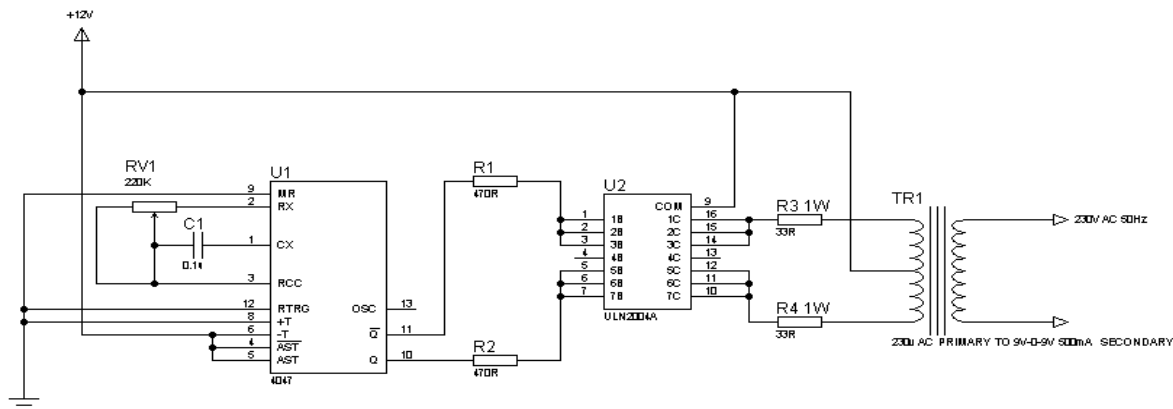 +12V
RV1
220K
U1
9 MR
2 RX
C1
1 CX
0.1u
3 RCC
12 RTRG
8 +T
6 -T
4 AST
5 AST
OSC 13
Q 11
Q 10
4047
R1
470R
R2
470R
U2
COM 9
1 1B 1C 16
2 2B 2C 15
3 3B 3C 14
4 4B 4C 13
5 5B 5C 12
6 6B 6C 11
7 7B 7C 10
ULN2004A
R3 1W
33R
R4 1W
33R
TR1
230V AC 50Hz
230u AC PRIMARY TO 9V-0-9V 500mA SECONDARY